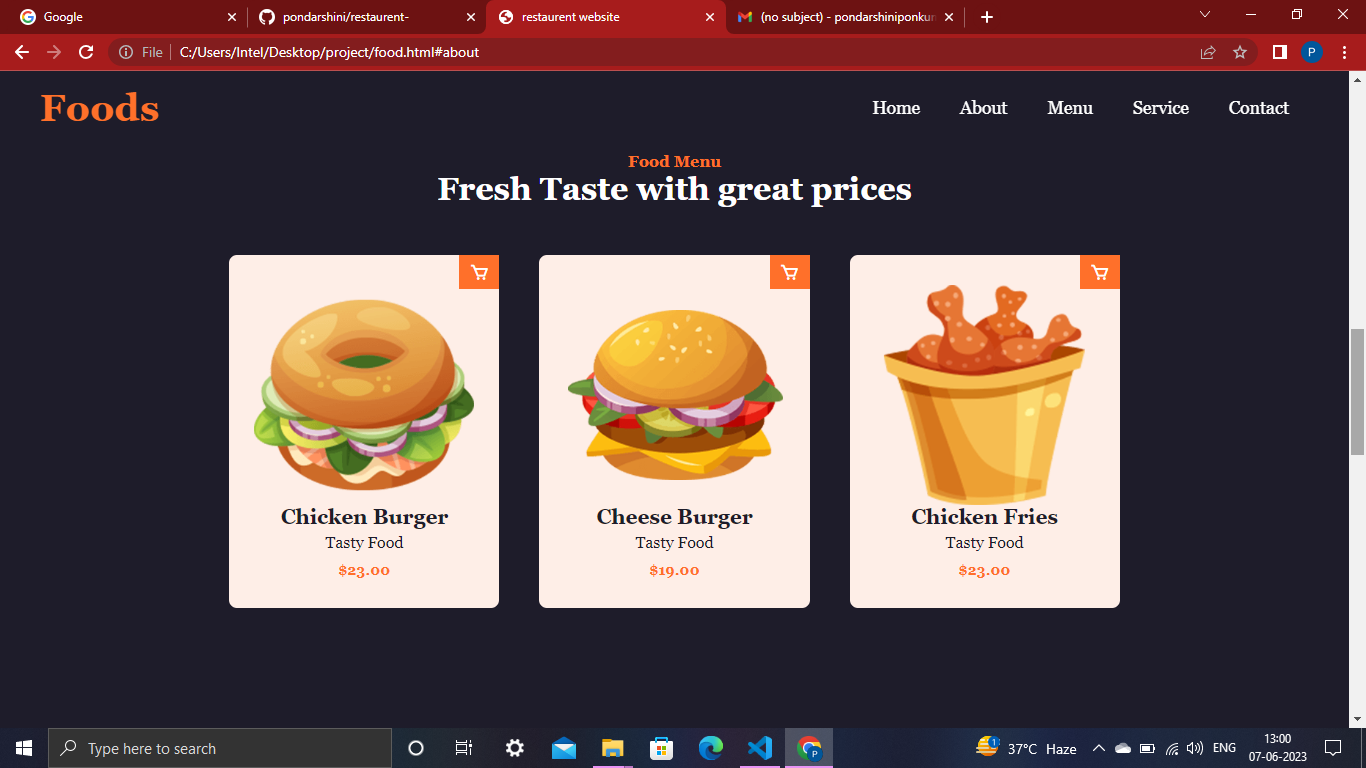 Google
pondarshini/restaurent-
restaurent website
(no subject) - pondarshiniponkun
File
C:/Users/Intel/Desktop/project/food.html#about
P
Foods
Home About Menu Service Contact
Food Menu
Fresh Taste with great prices
Chicken Burger
Tasty Food
$23.00
Cheese Burger
Tasty Food
$19.00
Chicken Fries
Tasty Food
$23.00
Type here to search
P
1
37°C Haze
ENG
13:00
07-06-2023